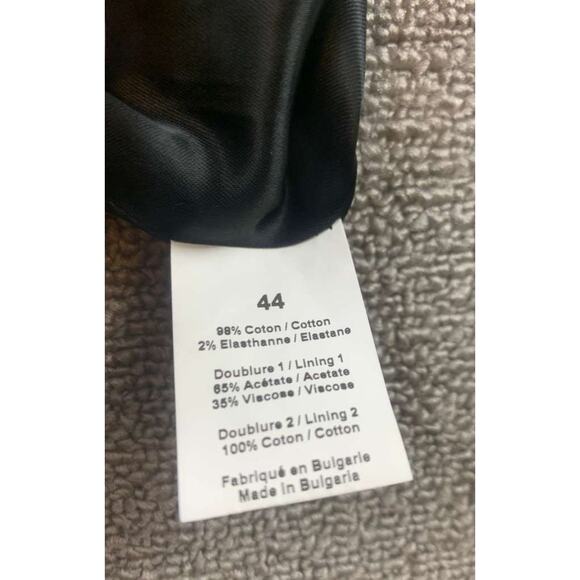 44
98% Coton / Cotton
2% Elasthanne / Elastane
Doublure 1 / Lining 1
65% Acétate / Acetate
35% Viscose / Viscose
Doublure 2 / Lining 2
100% Coton / Cotton
Fabriqué en Bulgarie
Made in Bulgaria